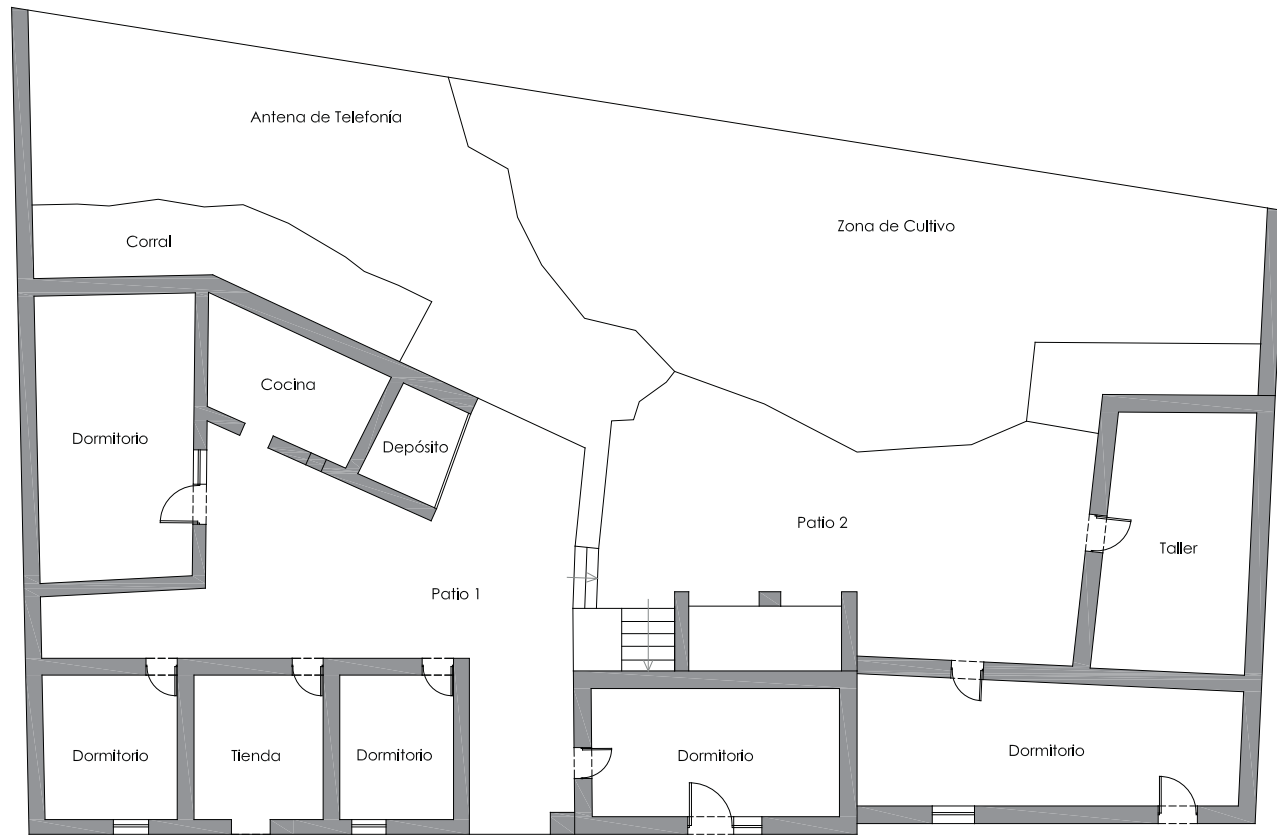 Antena de Telefonía
Zona de Cultivo
Corral
Cocina
Dormitorio
Depósito
Patio 2
Taller
Patio 1
Dormitorio
Tienda
Dormitorio
Dormitorio
Dormitorio